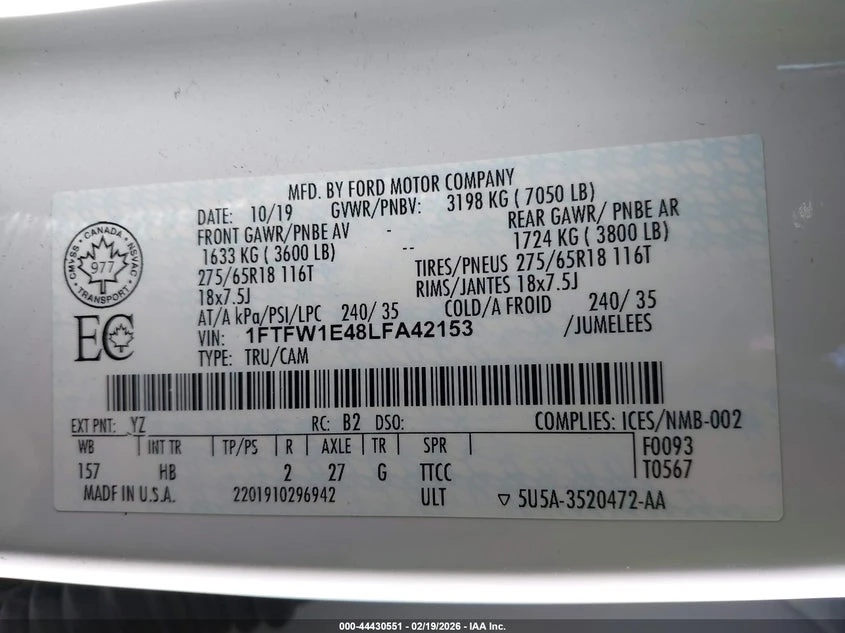 MFD. BY FORD MOTOR COMPANY
DATE: 10/19 GVWR/PNBV: 3198 KG ( 7050 LB)
FRONT GAWR/PNBE AV - REAR GAWR/ PNBE AR
1633 KG ( 3600 LB) -- 1724 KG ( 3800 LB)
275/65R18 116T TIRES/PNEUS 275/65R18 116T
18x7.5J RIMS/JANTES 18x7.5J
AT/A kPa/PSI/LPC 240/ 35 COLD/A FROID 240/ 35
VIN: 1FTFW1E48LFA42153 /JUMELEES
TYPE: TRU/CAM
CANADA
SMVSS NSVAC
977
TRANSPORT
EC
EXT PNT: YZ RC: B2 DSO: COMPLIES: ICES/NMB-002
WB INT TR TP/PS R AXLE TR SPR F0093
157 HB 2 27 G TTCC T0567
MADE IN U.S.A. 2201910296942 ULT ▽ 5U5A-3520472-AA
000-44430551 - 02/19/2026 - IAA Inc.